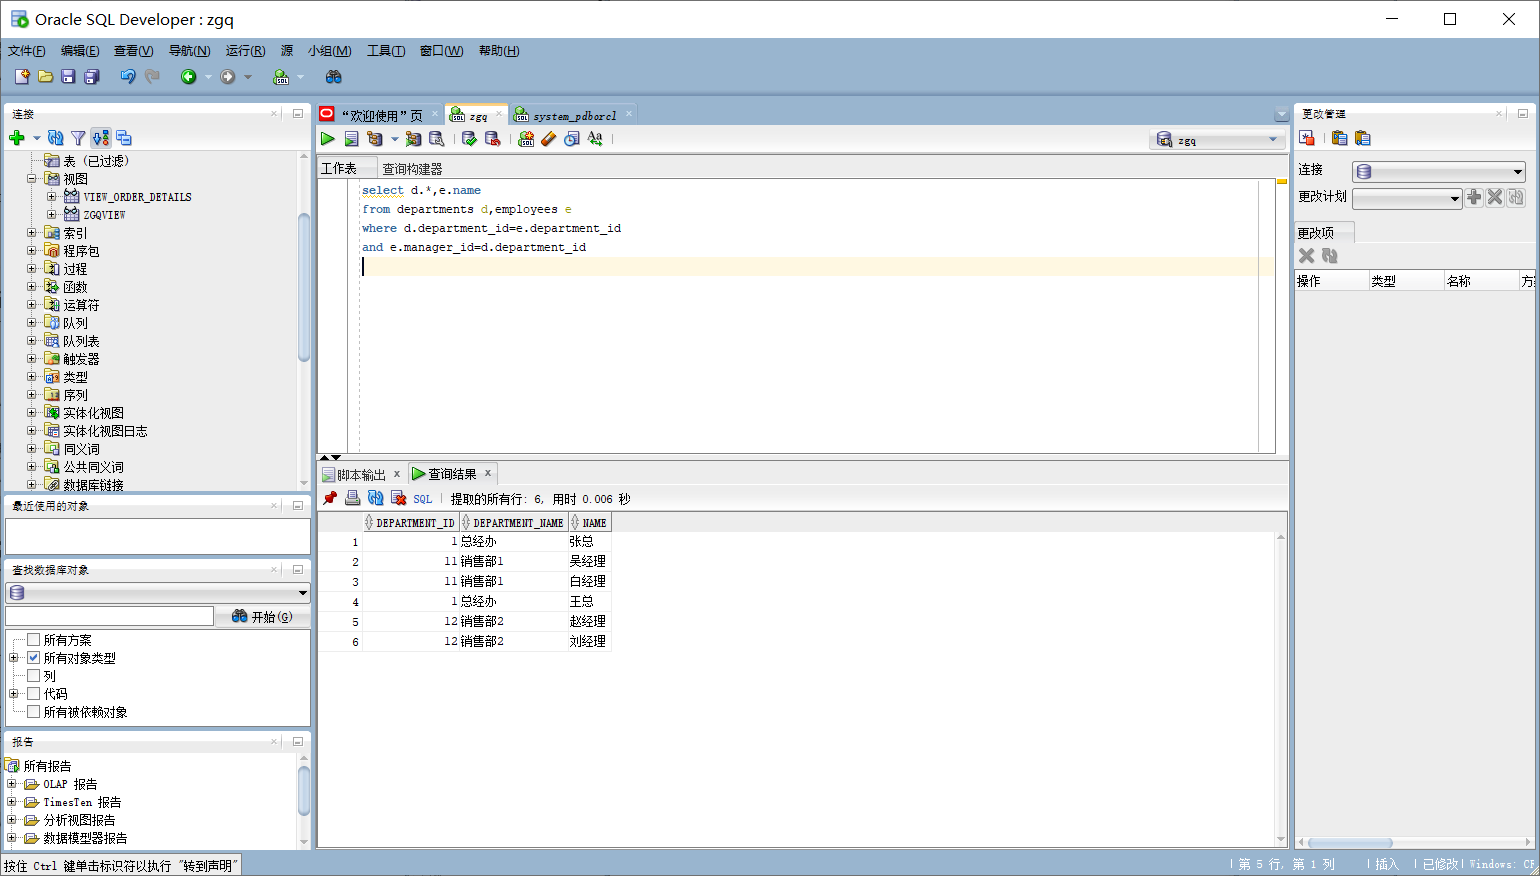 Oracle SQL Developer : zgq
文件(F) 编辑(E) 查看(V) 导航(N) 运行(R) 源 小组(M) 工具(T) 窗口(W) 帮助(H)
连接
表 (已过滤)
视图
VIEW_ORDER_DETAILS
ZGQVIEW
索引
程序包
过程
函数
运算符
队列
队列表
触发器
类型
序列
实体化视图
实体化视图日志
同义词
公共同义词
数据库链接
最近使用的对象
查找数据库对象
开始(G)
所有方案
所有对象类型
列
代码
所有被依赖对象
报告
所有报告
OLAP 报告
TimesTen 报告
分析视图报告
数据模型器报告
“欢迎使用”页 zgq system_pdborcl
zgq
工作表 查询构建器
select d.*,e.name
from departments d,employees e
where d.department_id=e.department_id
and e.manager_id=d.department_id
脚本输出 查询结果
SQL 提取的所有行: 6, 用时 0.006 秒
DEPARTMENT_ID DEPARTMENT_NAME NAME
1 1 总经办 张总
2 11 销售部1 吴经理
3 11 销售部1 白经理
4 1 总经办 王总
5 12 销售部2 赵经理
6 12 销售部2 刘经理
更改管理
连接
更改计划
更改项
操作 类型 名称
按住 Ctrl 键单击标识符以执行 "转到声明"
第 5 行, 第 1 列 插入 已修改 Windows: